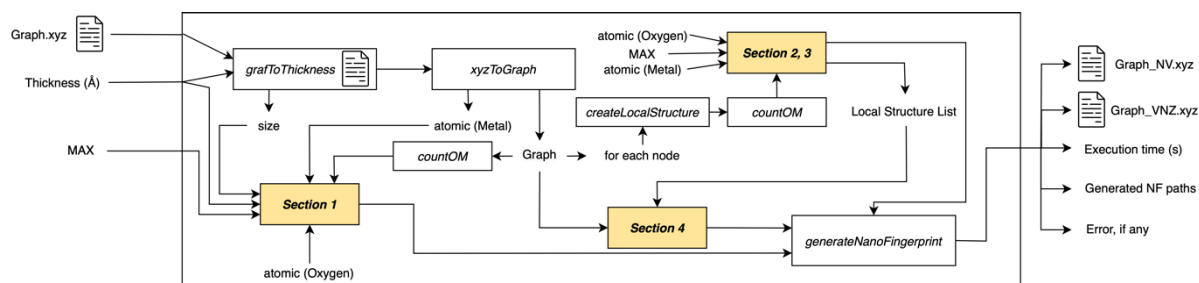 Graph.xyz
Thickness (Å)
MAX
grafToThickness
xyzToGraph
size
atomic (Metal)
countOM
Graph
for each node
Section 1
atomic (Oxygen)
atomic (Oxygen)
MAX
atomic (Metal)
Section 2, 3
createLocalStructure
countOM
Local Structure List
Section 4
generateNanoFingerprint
Graph_NV.xyz
Graph_VNZ.xyz
Execution time (s)
Generated NF paths
Error, if any